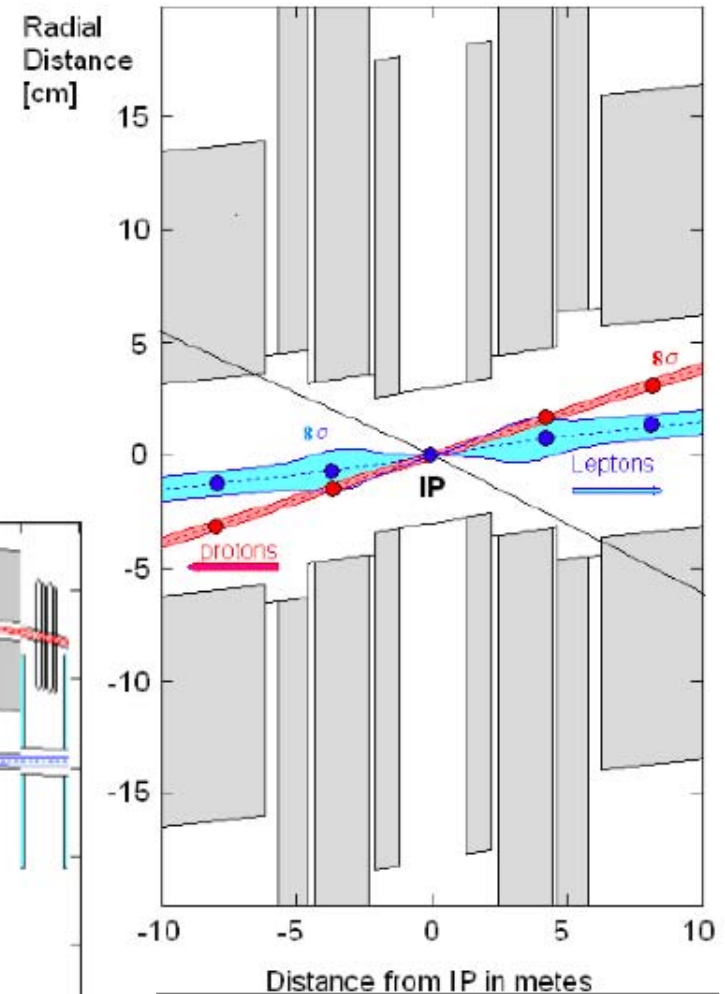 Radial
Distance
[cm]
15
10
5
0
-5
-10
-15
8σ
8σ
Leptons
IP
protons
-10 -5 0 5 10
Distance from IP in metes